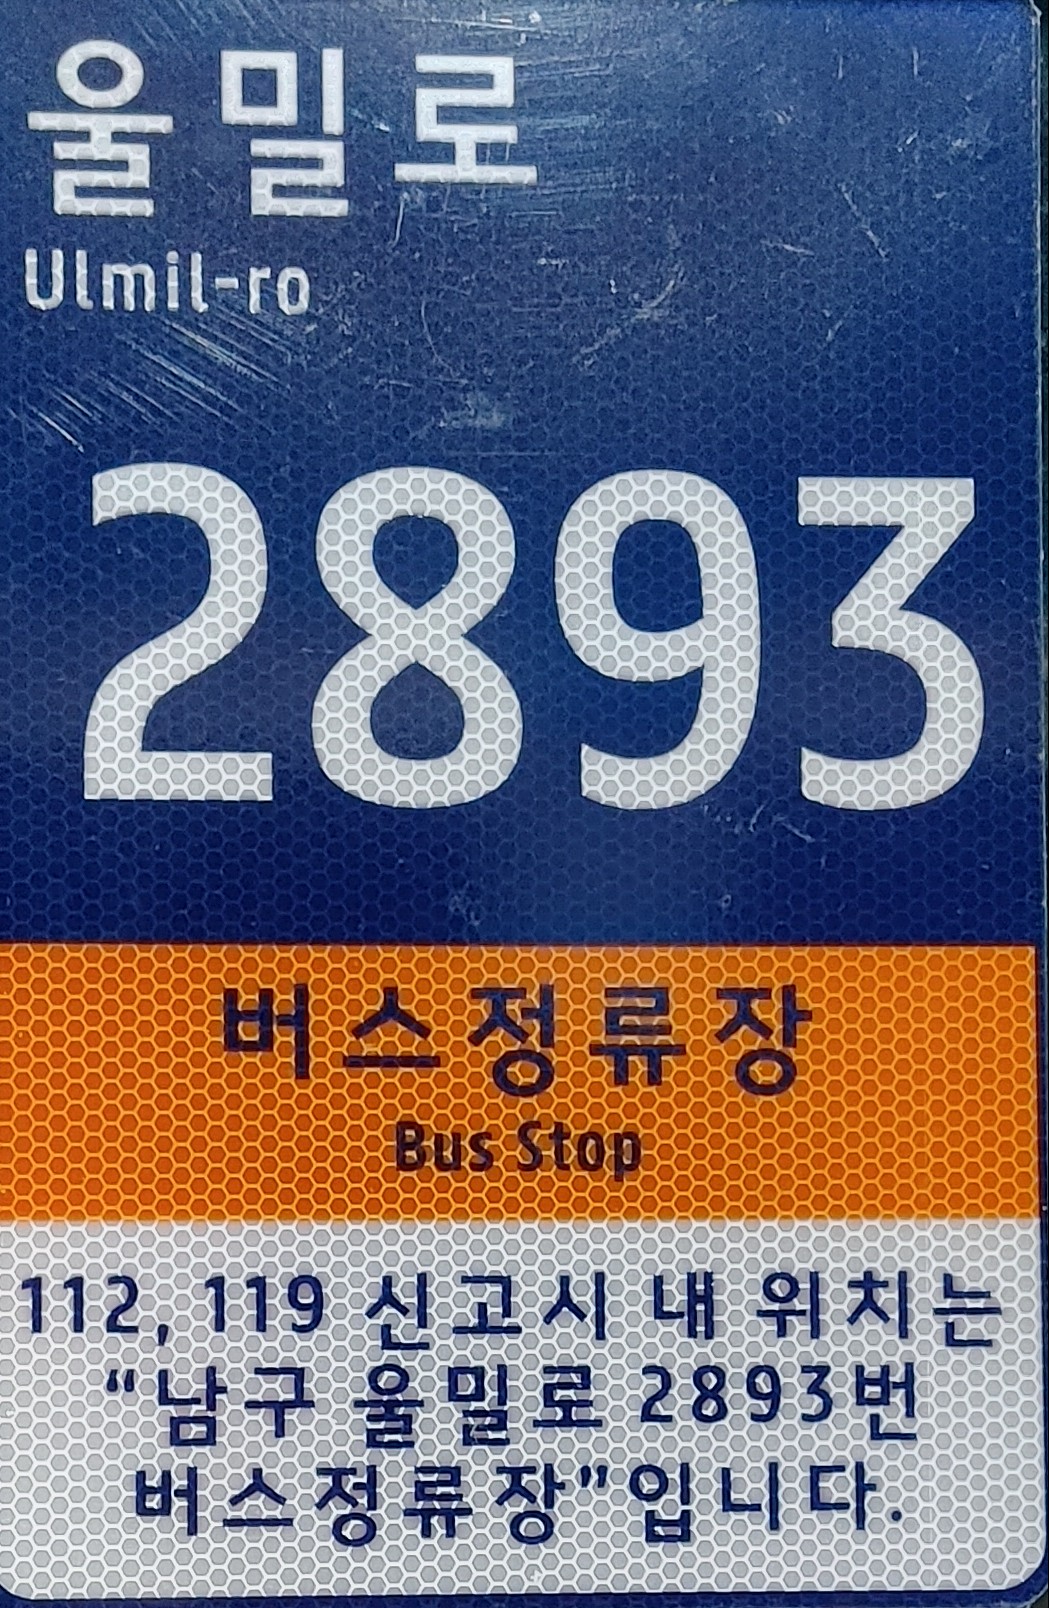 울밀로
Ulmil-ro
2893
버스정류장
Bus Stop
112, 119 신고시 내 위치는
“남구 울밀로 2893번
버스정류장”입니다.